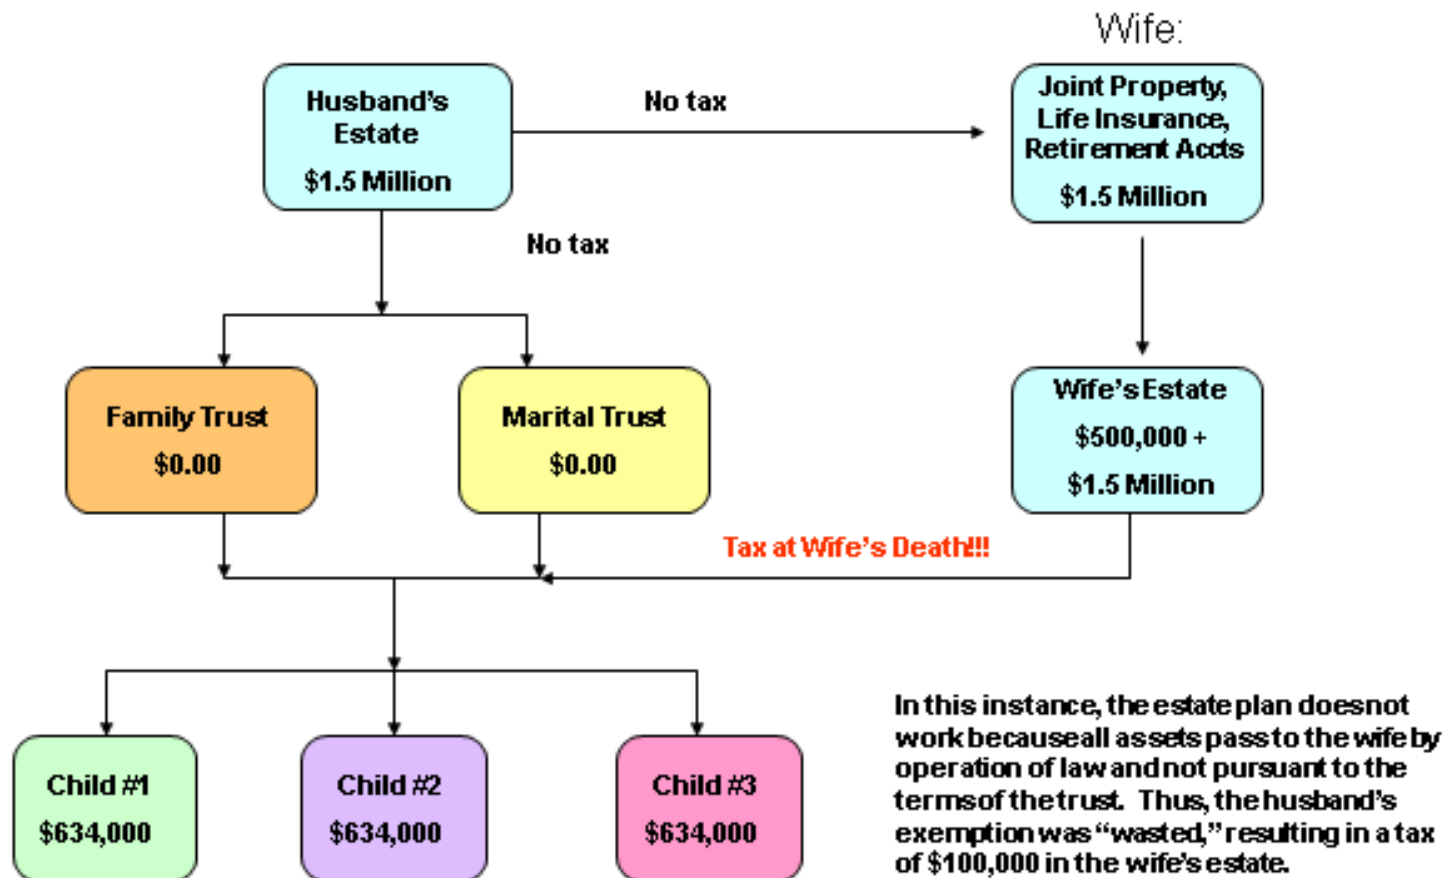 Wife:
Husband's
Estate
$1.5 Million
No tax
Joint Property,
Life Insurance,
Retirement Accts
$1.5 Million
No tax
Family Trust
$0.00
Marital Trust
$0.00
Wife's Estate
$500,000 +
$1.5 Million
Tax at Wife's Death!!!
Child #1
$634,000
Child #2
$634,000
Child #3
$634,000
In this instance, the estate plan does not
work because all assets pass to the wife by
operation of law and not pursuant to the
terms of the trust. Thus, the husband's
exemption was “wasted,” resulting in a tax
of $100,000 in the wife's estate.